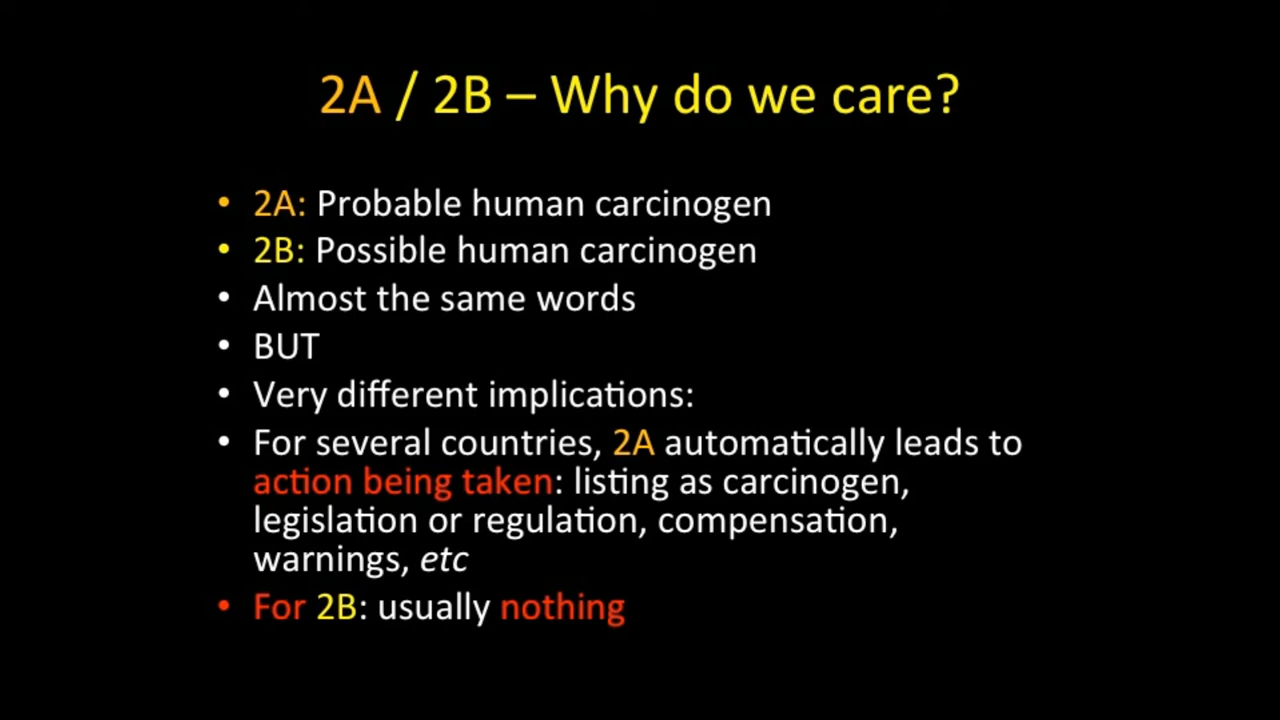 2A / 2B – Why do we care?
• 2A: Probable human carcinogen
• 2B: Possible human carcinogen
• Almost the same words
• BUT
• Very different implications:
• For several countries, 2A automatically leads to
action being taken: listing as carcinogen,
legislation or regulation, compensation,
warnings, etc
• For 2B: usually nothing